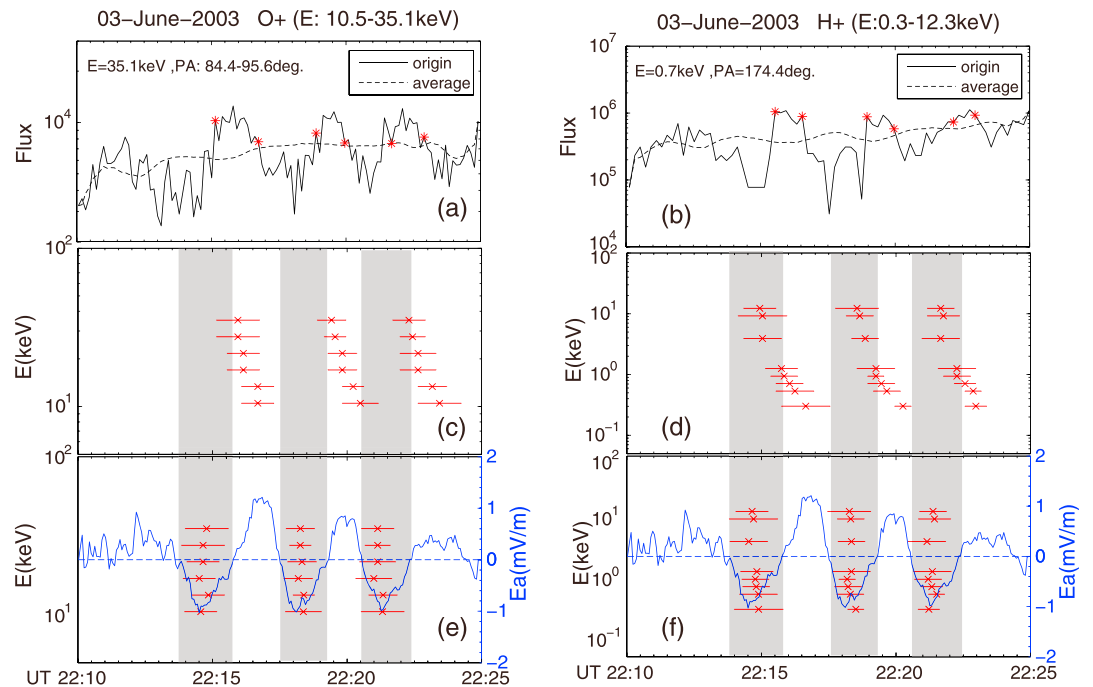 03-June-2003 O+ (E: 10.5-35.1keV)
E=35.1keV ,PA: 84.4-95.6deg.
origin
average
Flux
10^4
10^2
(a)
03-June-2003 H+ (E:0.3-12.3keV)
E=0.7keV ,PA=174.4deg.
origin
average
Flux
10^7
10^6
10^5
10^4
(b)
E(keV)
10^2
10^1
10^0
(c)
E(keV)
10^2
10^1
10^0
10^-1
(d)
E(keV)
10^1
2
1
0
-1
-2
Ea(mV/m)
(e)
E(keV)
10^2
10^1
10^0
10^-1
2
1
0
-1
-2
Ea(mV/m)
(f)
UT 22:10 22:15 22:20 22:25
UT 22:10 22:15 22:20 22:25